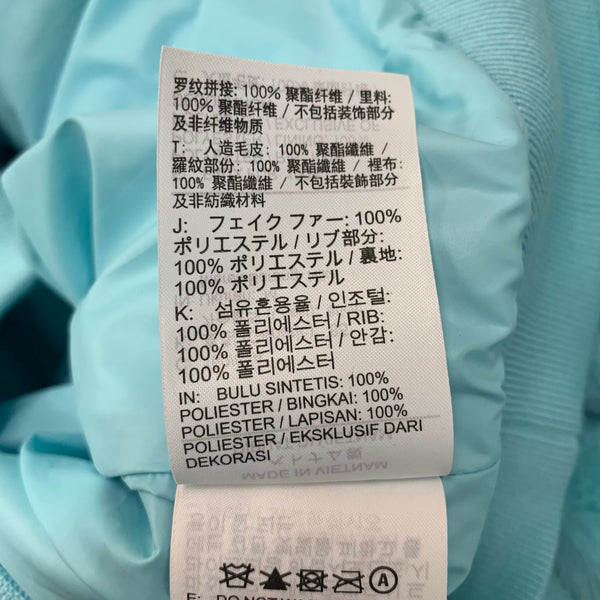 罗纹拼接: 100% 聚酯纤维 / 里料:
100% 聚酯纤维 / 不包括装饰部分
及非纤维物质
T: 人造毛皮: 100% 聚酯纖維 /
羅紋部份: 100% 聚酯纖維 / 裡布:
100% 聚酯纖維 / 不包括裝飾部分
及非紡織材料
J: フェイク ファー: 100%
ポリエステル / リブ部分:
100% ポリエステル / 裏地:
100% ポリエステル
K: 섬유혼용율 / 인조털:
100% 폴리에스터 / RIB:
100% 폴리에스터 / 안감:
100% 폴리에스터
IN: BULU SINTETIS: 100%
POLIESTER / BINGKAI: 100%
POLIESTER / LAPISAN: 100%
POLIESTER / EKSKLUSIF DARI
DEKORASI
MADE IN VIETNAM
A